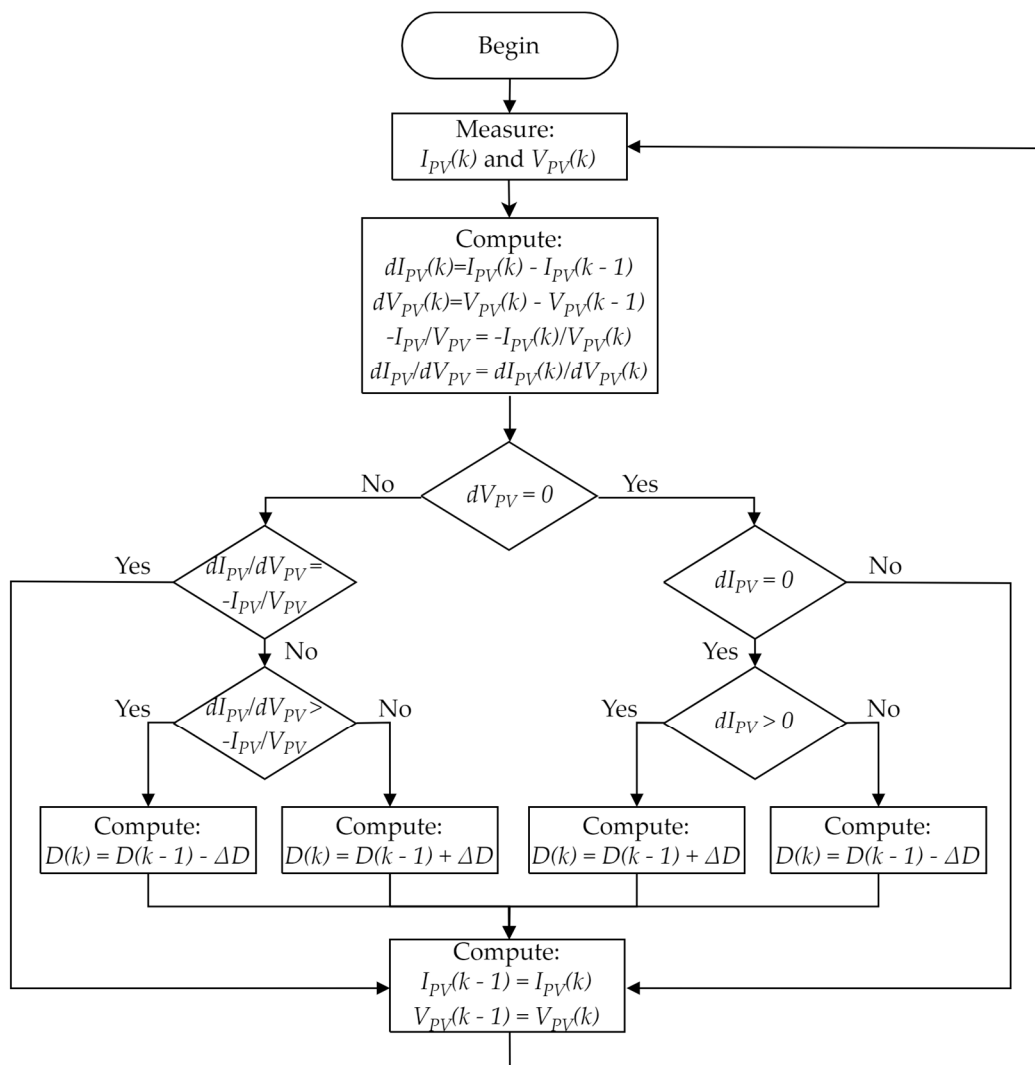 Begin
Measure:
I_PV(k) and V_PV(k)
Compute:
dI_PV(k)=I_PV(k) - I_PV(k - 1)
dV_PV(k)=V_PV(k) - V_PV(k - 1)
-I_PV/V_PV = -I_PV(k)/V_PV(k)
dI_PV/dV_PV = dI_PV(k)/dV_PV(k)
No
dV_PV = 0
Yes
Yes
dI_PV/dV_PV =
-I_PV/V_PV
No
dI_PV = 0
No
Yes
Yes
dI_PV/dV_PV >
-I_PV/V_PV
No
Yes
dI_PV > 0
No
Compute:
D(k) = D(k - 1) - ΔD
Compute:
D(k) = D(k - 1) + ΔD
Compute:
D(k) = D(k - 1) + ΔD
Compute:
D(k) = D(k - 1) - ΔD
Compute:
I_PV(k - 1) = I_PV(k)
V_PV(k - 1) = V_PV(k)